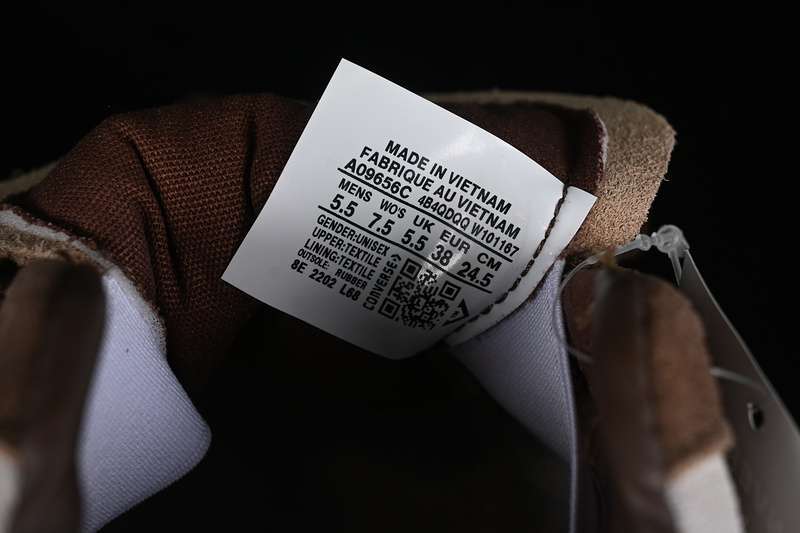 MADE IN VIETNAM
FABRIQUE AU VIETNAM
A09656C 4B4QDQQ W101167
MENS WO'S UK EUR CM
5.5 7.5 5.5 38 24.5
GENDER:UNISEX
UPPER:TEXTILE
LINING:TEXTILE
OUTSOLE: RUBBER
8E 2202 L68
CONVERSE